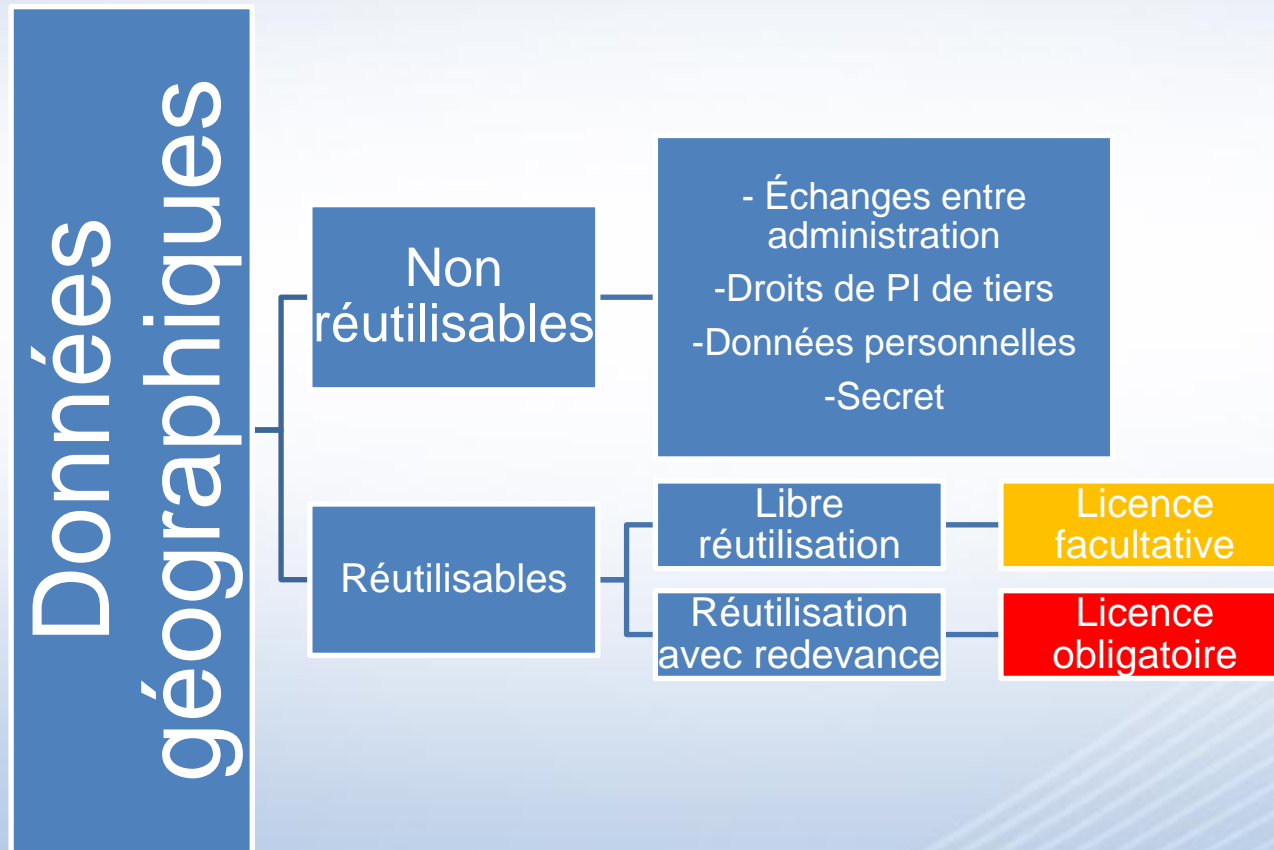 Données
géographiques
Non
réutilisables
- Échanges entre
administration
-Droits de PI de tiers
-Données personnelles
-Secret
Réutilisables
Libre
réutilisation
Licence
facultative
Réutilisation
avec redevance
Licence
obligatoire